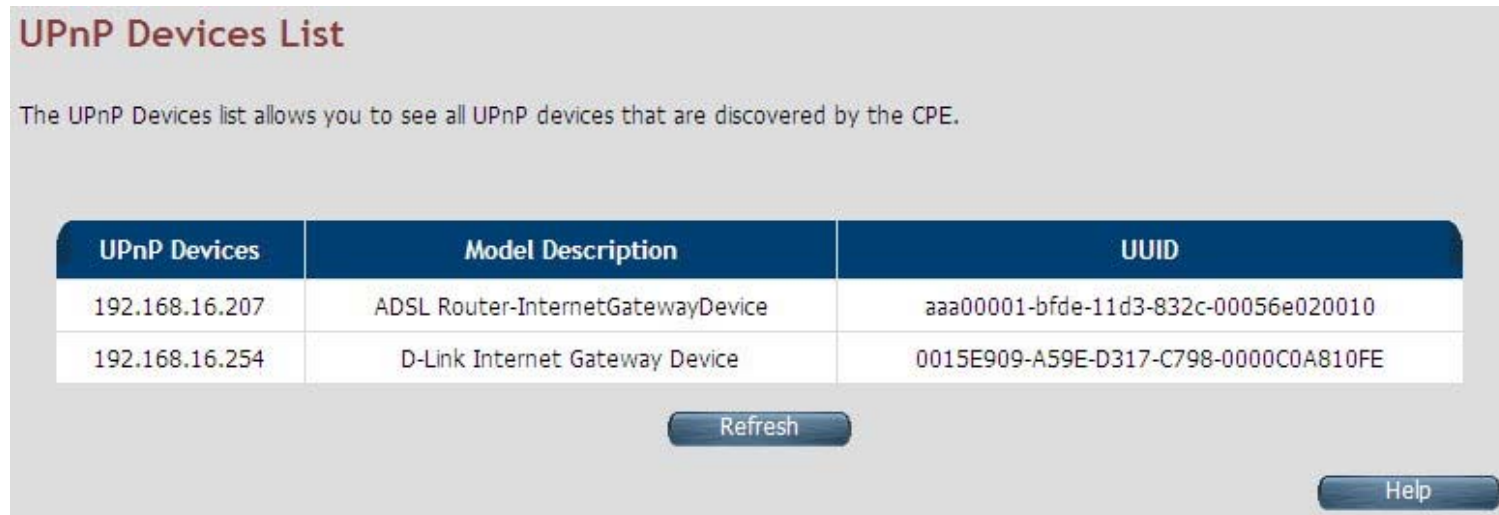 UPnP Devices List
The UPnP Devices list allows you to see all UPnP devices that are discovered by the CPE.
UPnP Devices Model Description UUID
192.168.16.207 ADSL Router-InternetGatewayDevice aaa00001-bfde-11d3-832c-00056e020010
192.168.16.254 D-Link Internet Gateway Device 0015E909-A59E-D317-C798-0000C0A810FE
Refresh
Help